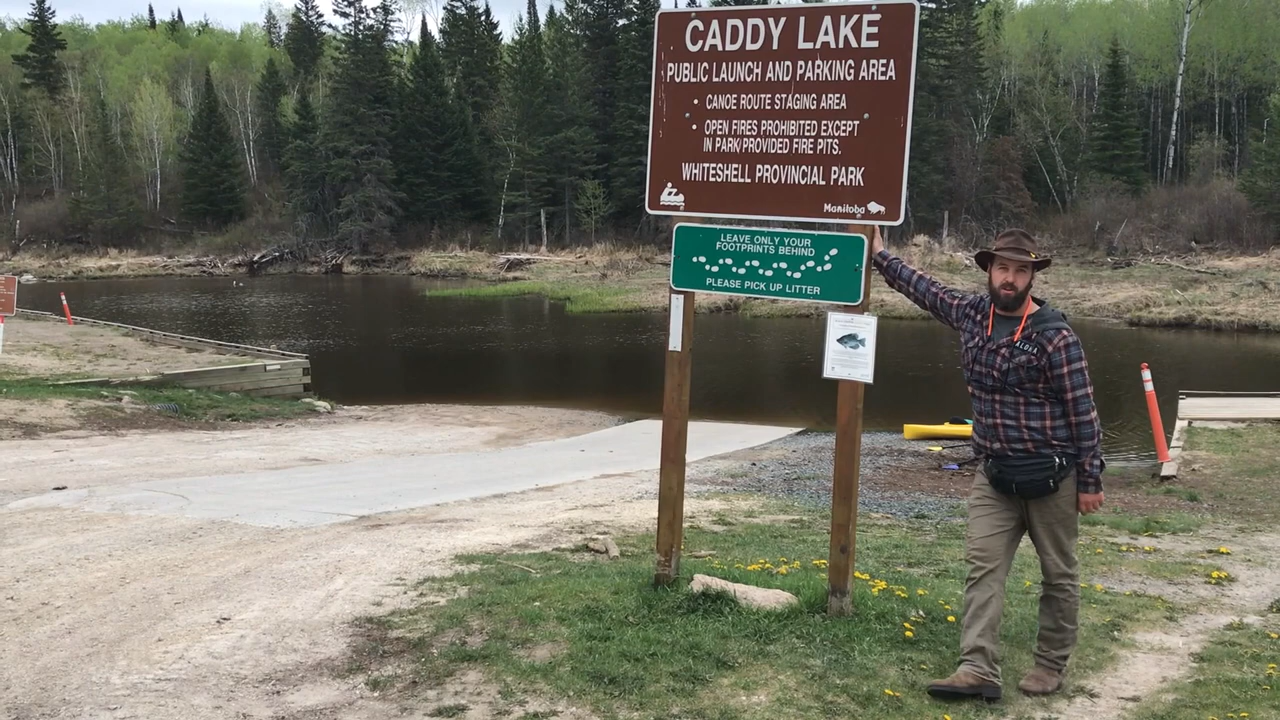 CADDY LAKE
PUBLIC LAUNCH AND PARKING AREA
• CANOE ROUTE STAGING AREA
• OPEN FIRES PROHIBITED EXCEPT
IN PARK PROVIDED FIRE PITS.
WHITESHELL PROVINCIAL PARK
Manitoba
LEAVE ONLY YOUR
FOOTPRINTS BEHIND
PLEASE PICK UP LITTER
ALOHA